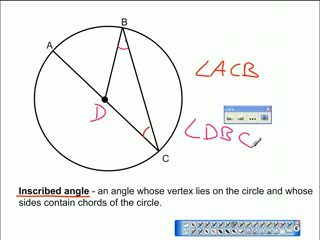 B
A
∠ACB
D
∠DBC
C
Inscribed angle - an angle whose vertex lies on the circle and whose
sides contain chords of the circle.